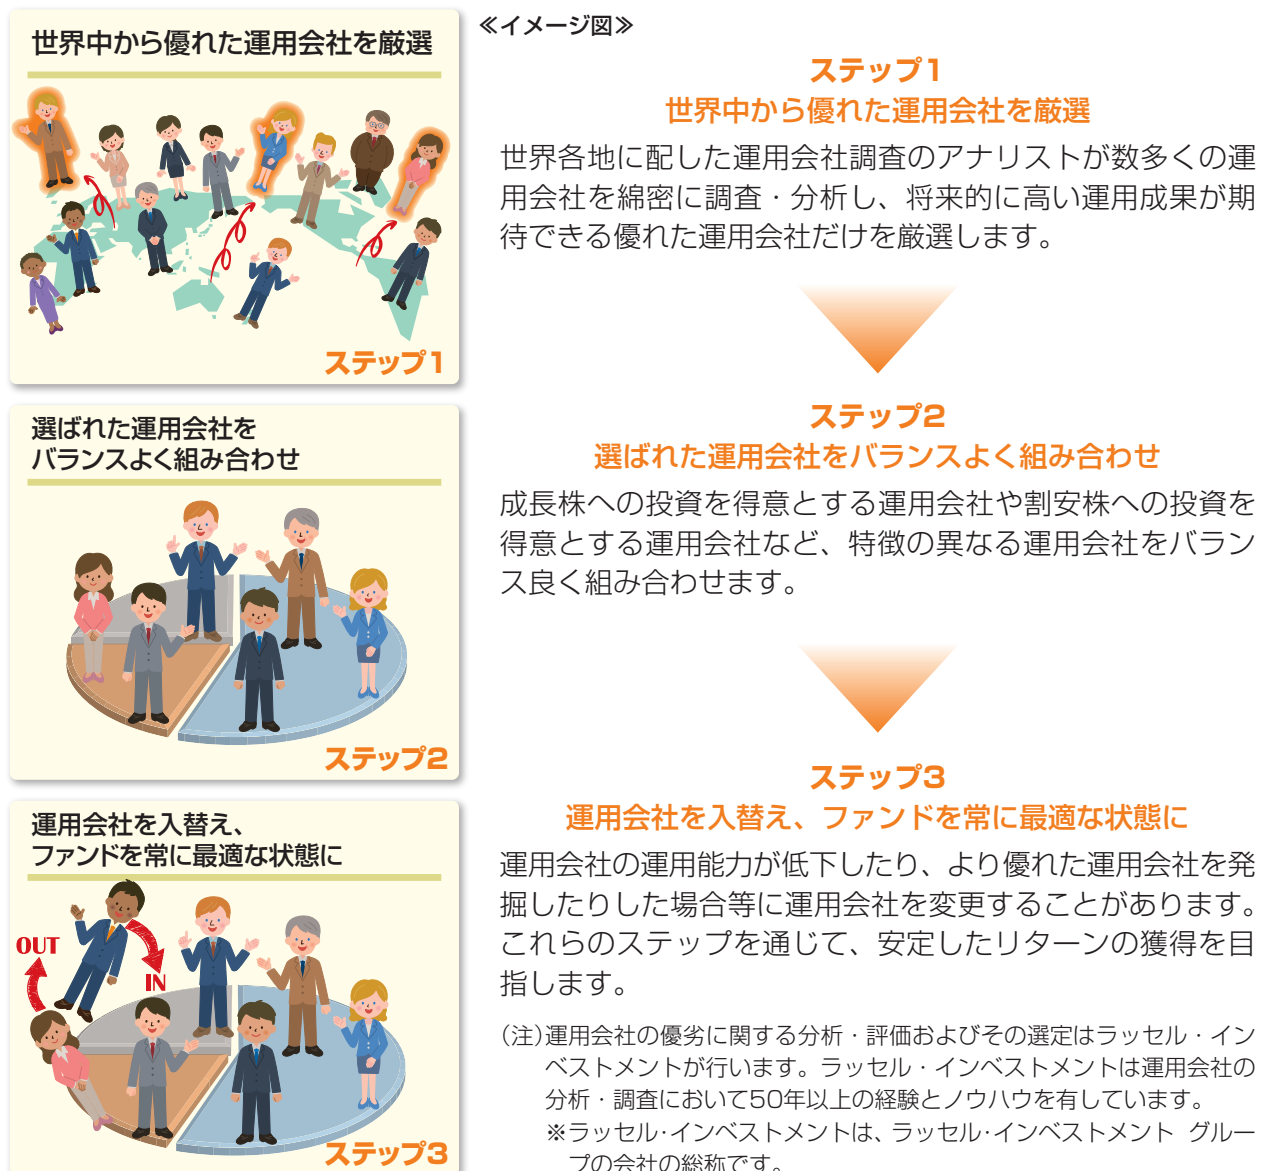 世界中から優れた運用会社を厳選
ステップ1
選ばれた運用会社を
バランスよく組み合わせ
ステップ2
運用会社を入替え、
ファンドを常に最適な状態に
OUT
IN
ステップ3
≪イメージ図≫
ステップ1
世界中から優れた運用会社を厳選
世界各地に配した運用会社調査のアナリストが数多くの運
用会社を綿密に調査・分析し、将来的に高い運用成果が期
待できる優れた運用会社だけを厳選します。
ステップ2
選ばれた運用会社をバランスよく組み合わせ
成長株への投資を得意とする運用会社や割安株への投資を
得意とする運用会社など、特徴の異なる運用会社をバラン
ス良く組み合わせます。
ステップ3
運用会社を入替え、ファンドを常に最適な状態に
運用会社の運用能力が低下したり、より優れた運用会社を発
掘したりした場合等に運用会社を変更することがあります。
これらのステップを通じて、安定したリターンの獲得を目
指します。
(注)運用会社の優劣に関する分析・評価およびその選定はラッセル・イン
ベストメントが行います。ラッセル・インベストメントは運用会社の
分析・調査において50年以上の経験とノウハウを有しています。
※ラッセル・インベストメントは、ラッセル・インベストメント グルー
プの会社の総称です。